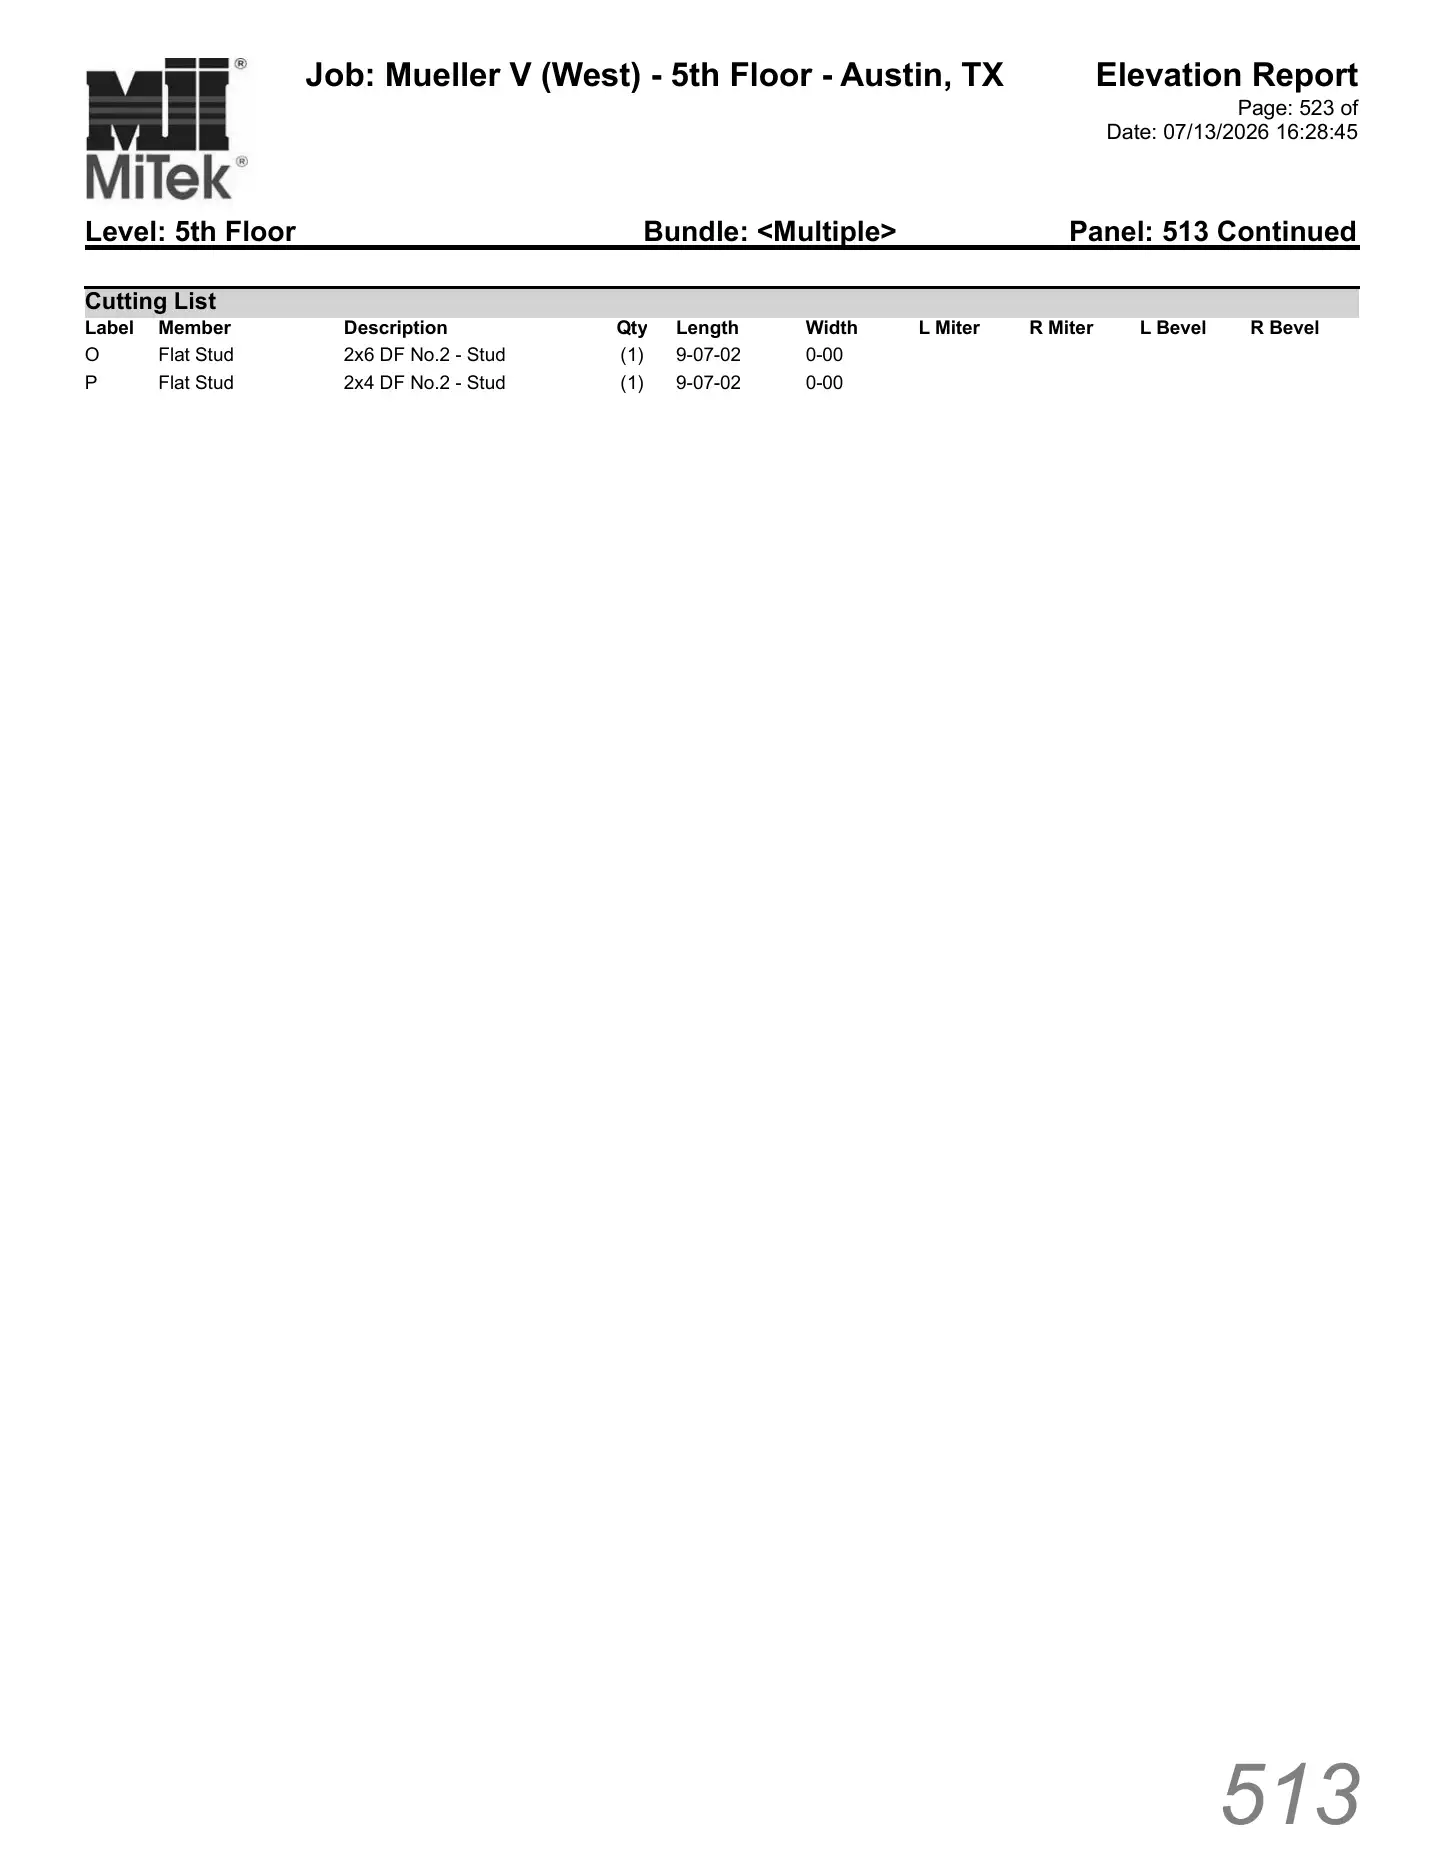 Job: Mueller V (West) - 5th Floor - Austin, TX
Elevation Report
Page: 523 of
Date: 07/13/2026 16:28:45
MiTek®
Level: 5th Floor Bundle: <Multiple> Panel: 513 Continued
Cutting List
Label Member Description Qty Length Width L Miter R Miter L Bevel R Bevel
O Flat Stud 2x6 DF No.2 - Stud (1) 9-07-02 0-00
P Flat Stud 2x4 DF No.2 - Stud (1) 9-07-02 0-00
513